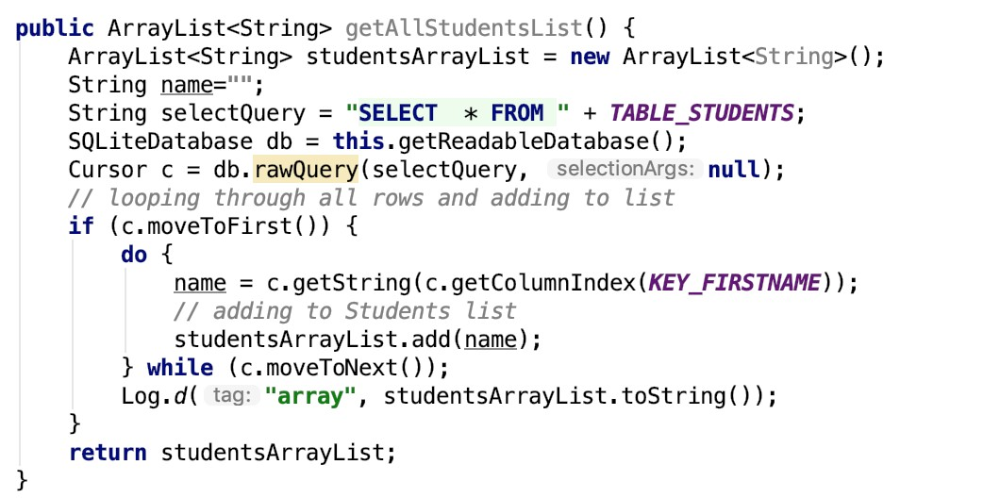 public ArrayList<String> getAllStudentsList() {
    ArrayList<String> studentsArrayList = new ArrayList<String>();
    String name="";
    String selectQuery = "SELECT  * FROM " + TABLE_STUDENTS;
    SQLiteDatabase db = this.getReadableDatabase();
    Cursor c = db.rawQuery(selectQuery, selectionArgs: null);
    // looping through all rows and adding to list
    if (c.moveToFirst()) {
        do {
            name = c.getString(c.getColumnIndex(KEY_FIRSTNAME));
            // adding to Students list
            studentsArrayList.add(name);
        } while (c.moveToNext());
        Log.d( tag: "array", studentsArrayList.toString());
    }
    return studentsArrayList;
}